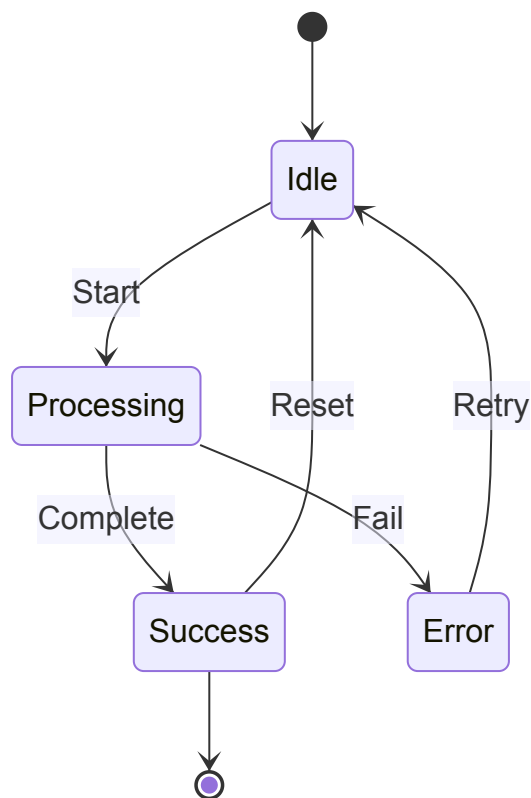 Idle
Start
Processing
Reset
Retry
Complete
Fail
Success
Error